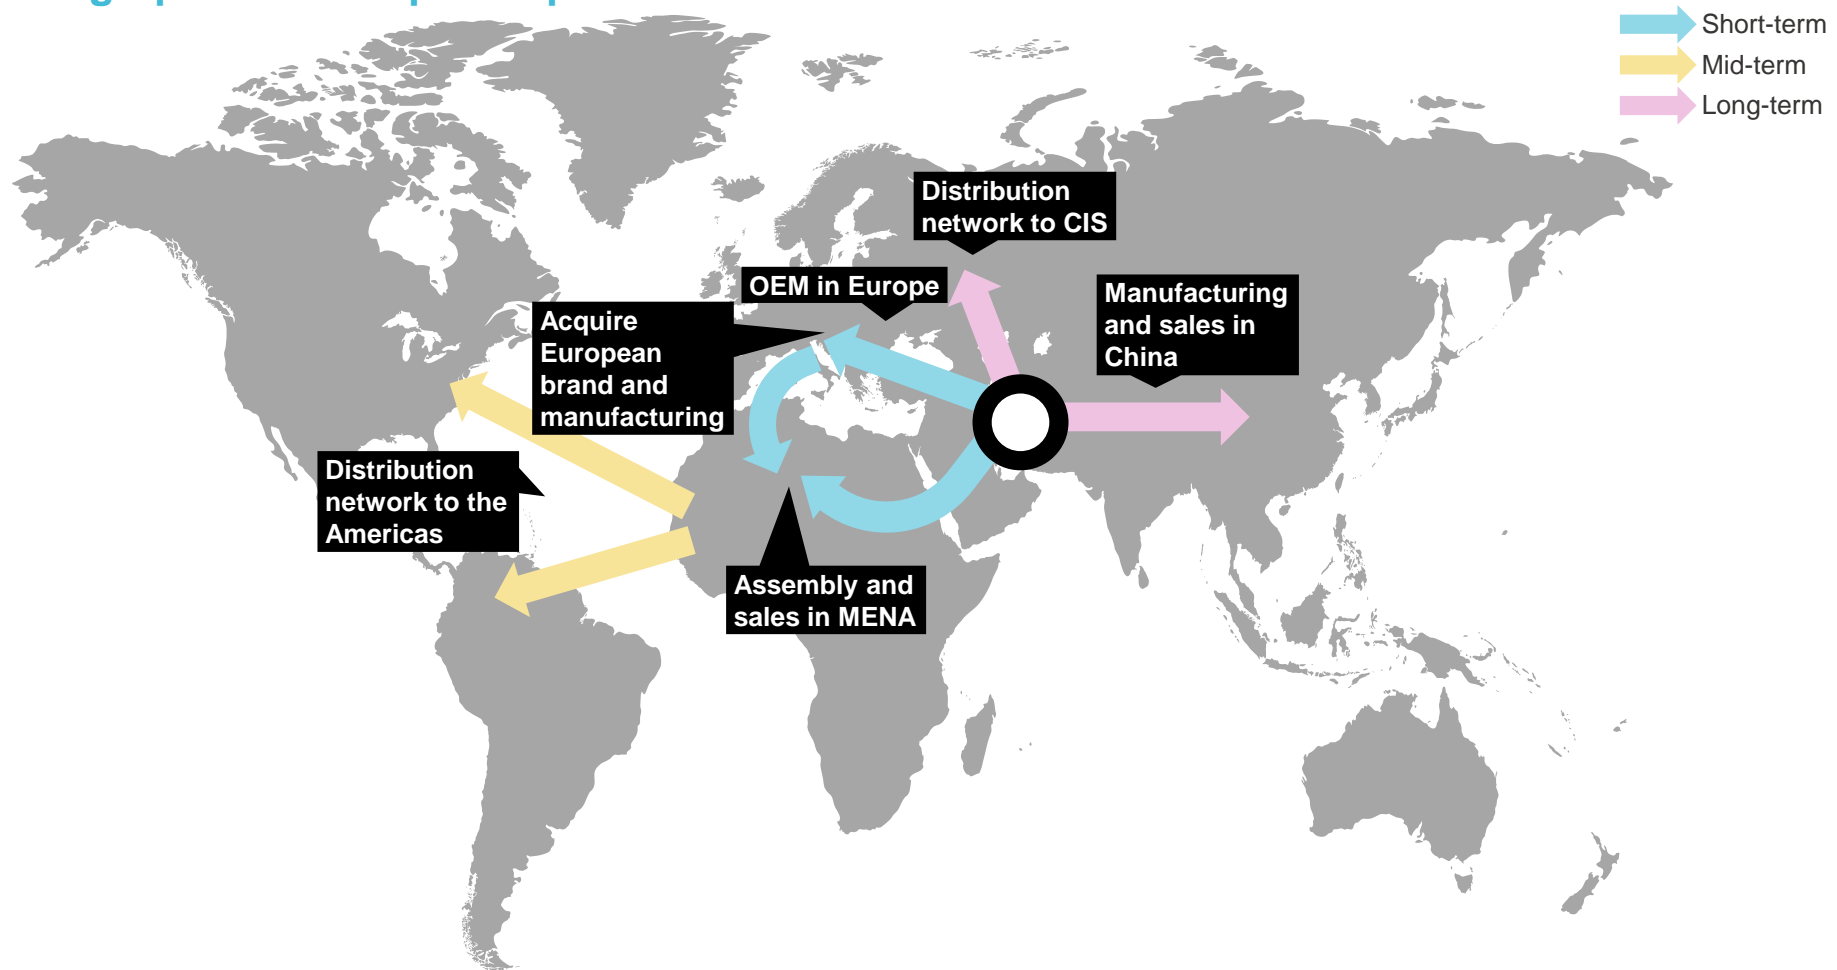 Short-term
Mid-term
Long-term
Distribution
network to CIS
OEM in Europe
Manufacturing
and sales in
China
Acquire
European
brand and
manufacturing
Distribution
network to the
Americas
Assembly and
sales in MENA